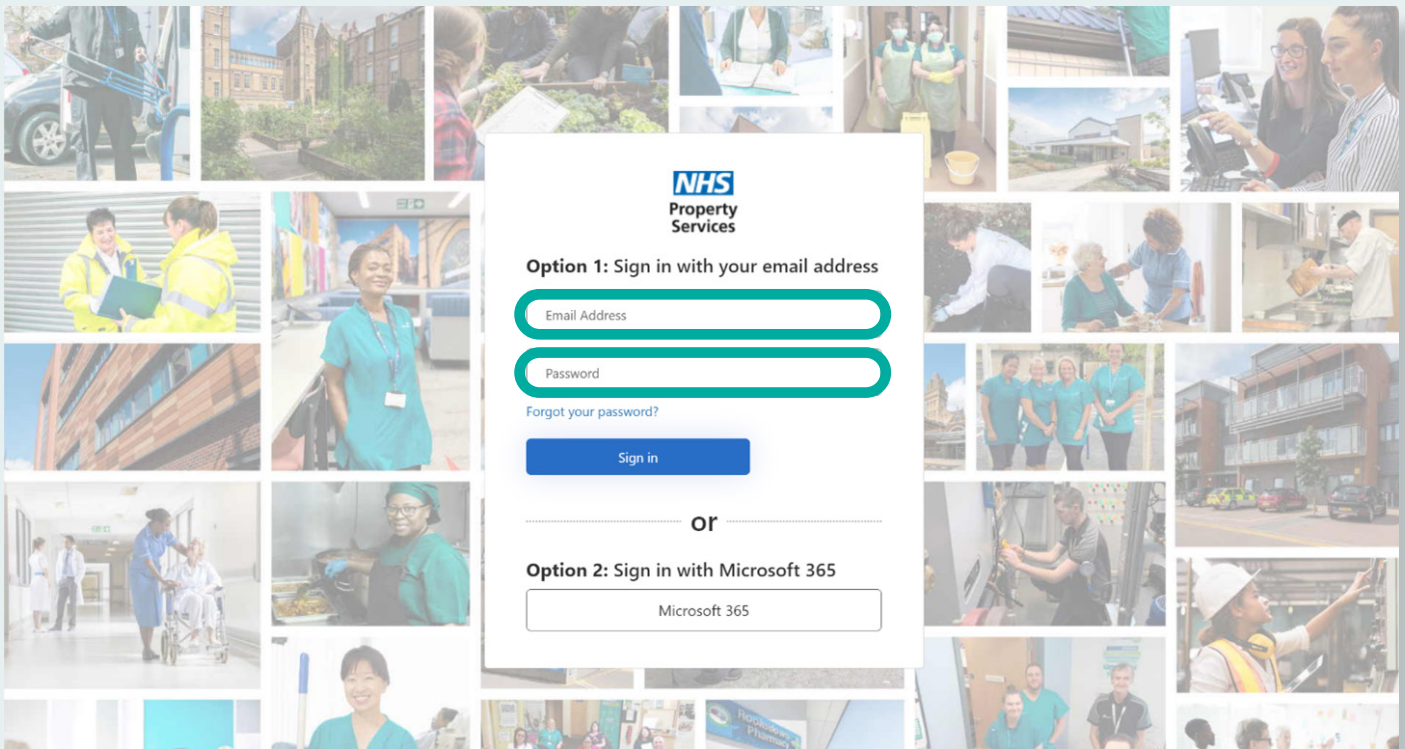 NHS
Property
Services
Option 1: Sign in with your email address
Email Address
Password
Forgot your password?
Sign in
or
Option 2: Sign in with Microsoft 365
Microsoft 365
Pharmacy